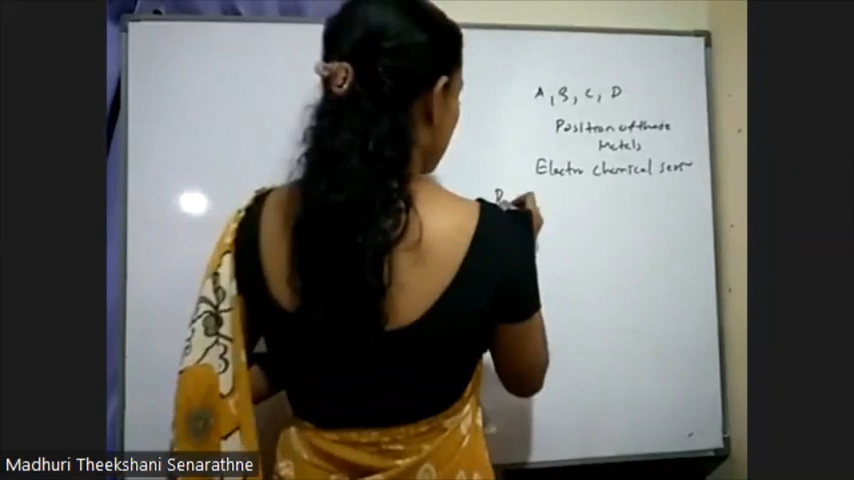 A, B, C, D
Position of these
Metals
Electro chemical
Madhuri Theekshani Senarathne